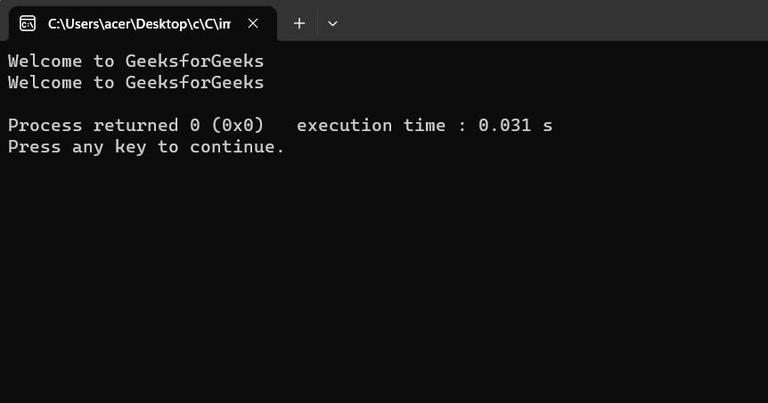 C:\Users\acer\Desktop\c\C\im
Welcome to GeeksforGeeks
Welcome to GeeksforGeeks
Process returned 0 (0x0)   execution time : 0.031 s
Press any key to continue.